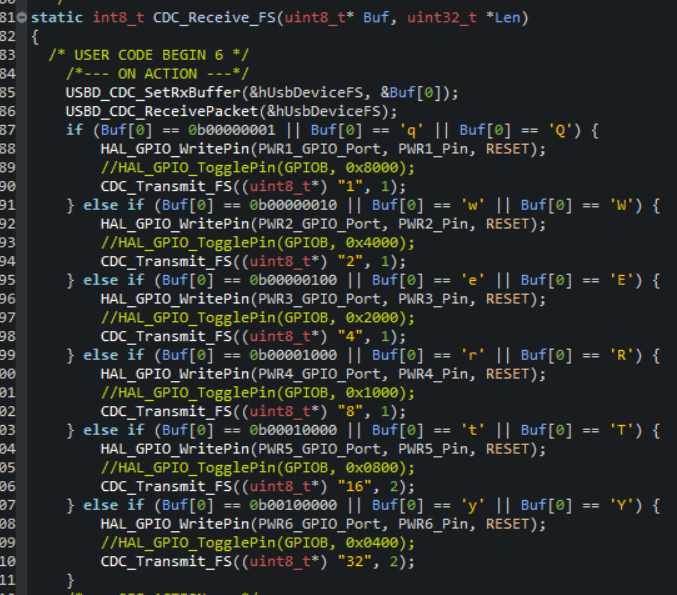 81 static int8_t CDC_Receive_FS(uint8_t* Buf, uint32_t *Len)
82 {
83 /* USER CODE BEGIN 6 */
84 /*--- ON ACTION ---*/
85 USBD_CDC_SetRxBuffer(&hUsbDeviceFS, &Buf[0]);
86 USBD_CDC_ReceivePacket(&hUsbDeviceFS);
87 if (Buf[0] == 0b00000001 || Buf[0] == 'q' || Buf[0] == 'Q') {
88 HAL_GPIO_WritePin(PWR1_GPIO_Port, PWR1_Pin, RESET);
89 //HAL_GPIO_TogglePin(GPIOB, 0x8000);
90 CDC_Transmit_FS((uint8_t*) "1", 1);
91 } else if (Buf[0] == 0b00000010 || Buf[0] == 'w' || Buf[0] == 'W') {
92 HAL_GPIO_WritePin(PWR2_GPIO_Port, PWR2_Pin, RESET);
93 //HAL_GPIO_TogglePin(GPIOB, 0x4000);
94 CDC_Transmit_FS((uint8_t*) "2", 1);
95 } else if (Buf[0] == 0b00000100 || Buf[0] == 'e' || Buf[0] == 'E') {
96 HAL_GPIO_WritePin(PWR3_GPIO_Port, PWR3_Pin, RESET);
97 //HAL_GPIO_TogglePin(GPIOB, 0x2000);
98 CDC_Transmit_FS((uint8_t*) "4", 1);
99 } else if (Buf[0] == 0b00001000 || Buf[0] == 'r' || Buf[0] == 'R') {
00 HAL_GPIO_WritePin(PWR4_GPIO_Port, PWR4_Pin, RESET);
01 //HAL_GPIO_TogglePin(GPIOB, 0x1000);
02 CDC_Transmit_FS((uint8_t*) "8", 1);
03 } else if (Buf[0] == 0b00010000 || Buf[0] == 't' || Buf[0] == 'T') {
04 HAL_GPIO_WritePin(PWR5_GPIO_Port, PWR5_Pin, RESET);
05 //HAL_GPIO_TogglePin(GPIOB, 0x0800);
06 CDC_Transmit_FS((uint8_t*) "16", 2);
07 } else if (Buf[0] == 0b00100000 || Buf[0] == 'y' || Buf[0] == 'Y') {
08 HAL_GPIO_WritePin(PWR6_GPIO_Port, PWR6_Pin, RESET);
09 //HAL_GPIO_TogglePin(GPIOB, 0x0400);
10 CDC_Transmit_FS((uint8_t*) "32", 2);
11 }